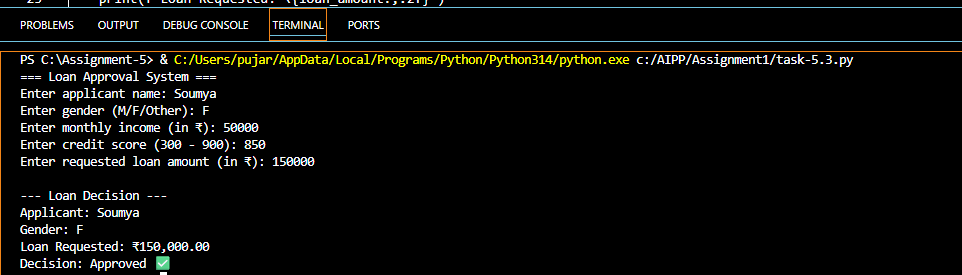 PROBLEMS OUTPUT DEBUG CONSOLE TERMINAL PORTS
PS C:\Assignment-5> & C:/Users/pujar/AppData/Local/Programs/Python/Python314/python.exe c:/AIPP/Assignment1/task-5.3.py
=== Loan Approval System ===
Enter applicant name: Soumya
Enter gender (M/F/Other): F
Enter monthly income (in ₹): 50000
Enter credit score (300 - 900): 850
Enter requested loan amount (in ₹): 150000
--- Loan Decision ---
Applicant: Soumya
Gender: F
Loan Requested: ₹150,000.00
Decision: Approved ✅